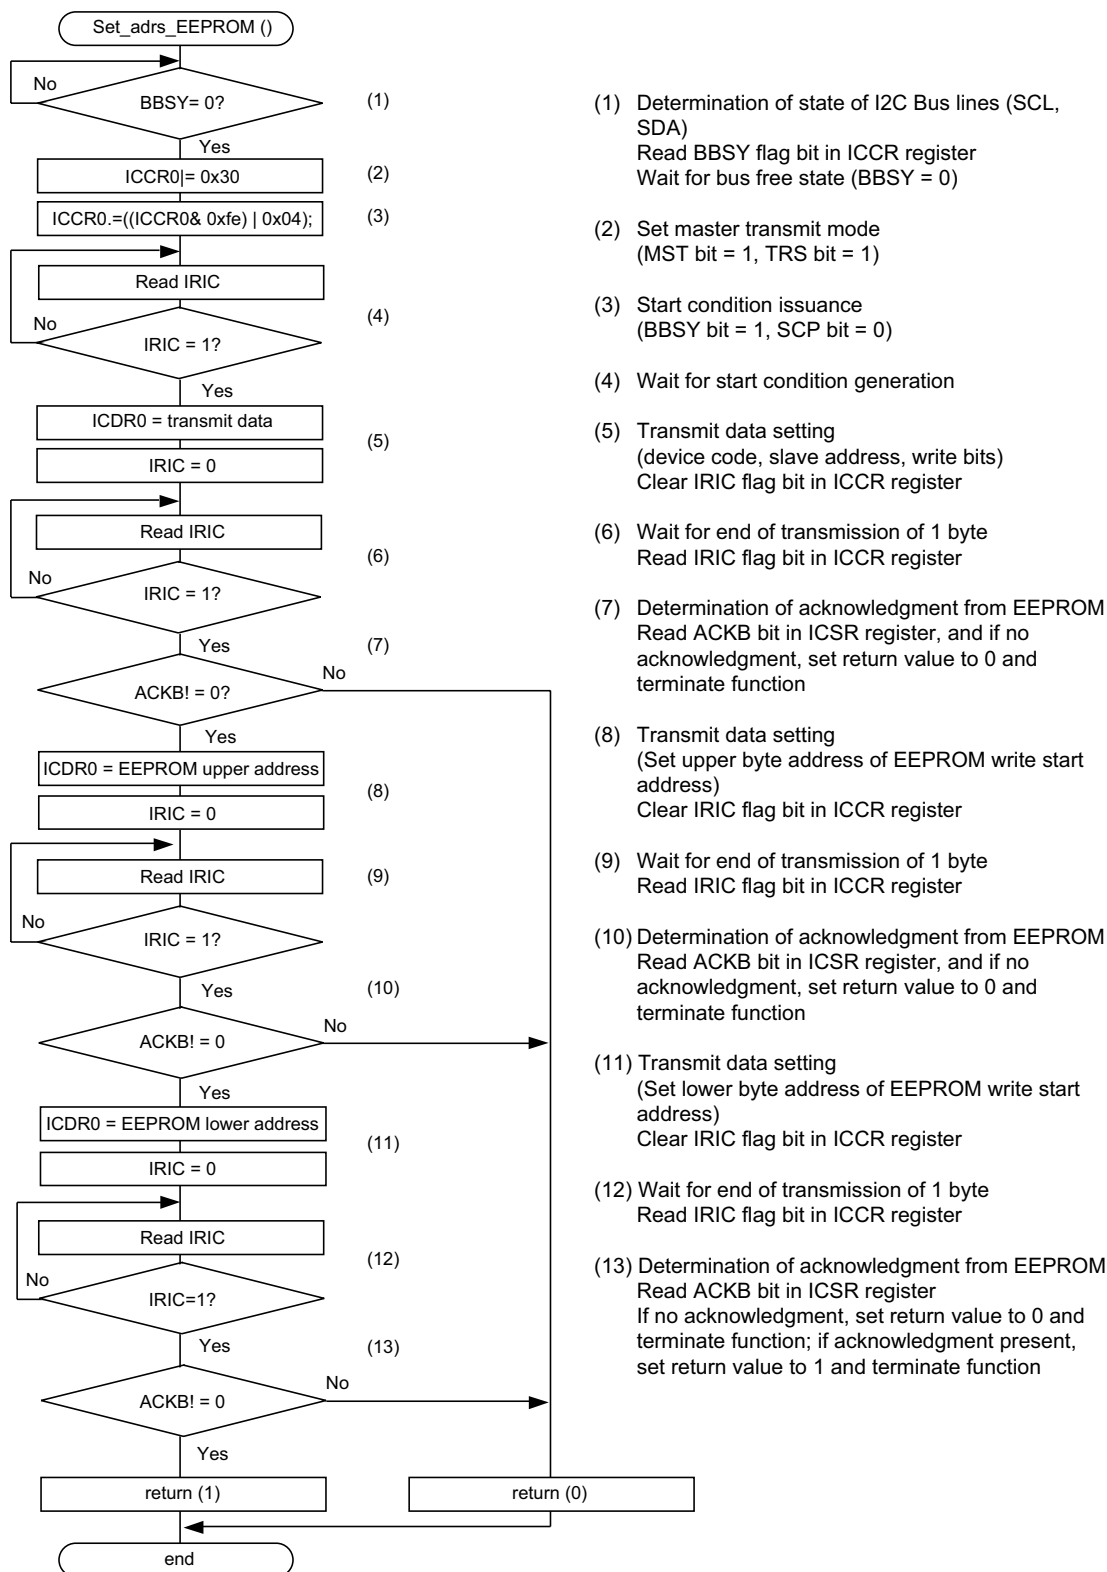 Set_adrs_EEPROM ()
No
BBSY= 0?
(1)
Yes
ICCR0|= 0x30
(2)
ICCR0.=((ICCR0& 0xfe) | 0x04);
(3)
Read IRIC
No
(4)
IRIC = 1?
Yes
ICDR0 = transmit data
(5)
IRIC = 0
Read IRIC
(6)
No
IRIC = 1?
Yes
(7)
No
ACKB! = 0?
Yes
ICDR0 = EEPROM upper address
(8)
IRIC = 0
Read IRIC
(9)
No
IRIC = 1?
Yes
(10)
No
ACKB! = 0
Yes
ICDR0 = EEPROM lower address
(11)
IRIC = 0
Read IRIC
(12)
No
IRIC=1?
Yes
(13)
No
ACKB! = 0
Yes
return (1)
return (0)
end
(1) Determination of state of I2C Bus lines (SCL,
SDA)
Read BBSY flag bit in ICCR register
Wait for bus free state (BBSY = 0)
(2) Set master transmit mode
(MST bit = 1, TRS bit = 1)
(3) Start condition issuance
(BBSY bit = 1, SCP bit = 0)
(4) Wait for start condition generation
(5) Transmit data setting
(device code, slave address, write bits)
Clear IRIC flag bit in ICCR register
(6) Wait for end of transmission of 1 byte
Read IRIC flag bit in ICCR register
(7) Determination of acknowledgment from EEPROM
Read ACKB bit in ICSR register, and if no
acknowledgment, set return value to 0 and
terminate function
(8) Transmit data setting
(Set upper byte address of EEPROM write start
address)
Clear IRIC flag bit in ICCR register
(9) Wait for end of transmission of 1 byte
Read IRIC flag bit in ICCR register
(10) Determination of acknowledgment from EEPROM
Read ACKB bit in ICSR register, and if no
acknowledgment, set return value to 0 and
terminate function
(11) Transmit data setting
(Set lower byte address of EEPROM write start
address)
Clear IRIC flag bit in ICCR register
(12) Wait for end of transmission of 1 byte
Read IRIC flag bit in ICCR register
(13) Determination of acknowledgment from EEPROM
Read ACKB bit in ICSR register
If no acknowledgment, set return value to 0 and
terminate function; if acknowledgment present,
set return value to 1 and terminate function